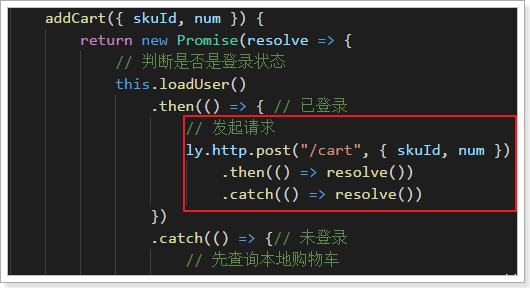 addCart({ skuId, num }) {
return new Promise(resolve => {
// 判断是否是登录状态
this.loadUser()
.then(() => { // 已登录
// 发起请求
ly.http.post("/cart", { skuId, num })
.then(() => resolve())
.catch(() => resolve())
})
.catch(() => {// 未登录
// 先查询本地购物车